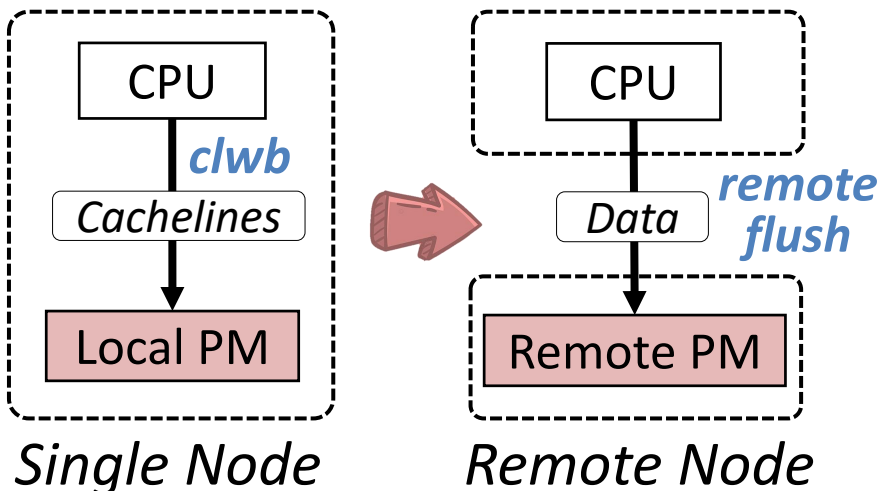 CPU
clwb
Cachelines
Local PM
Single Node
CPU
Data
remote
flush
Remote PM
Remote Node